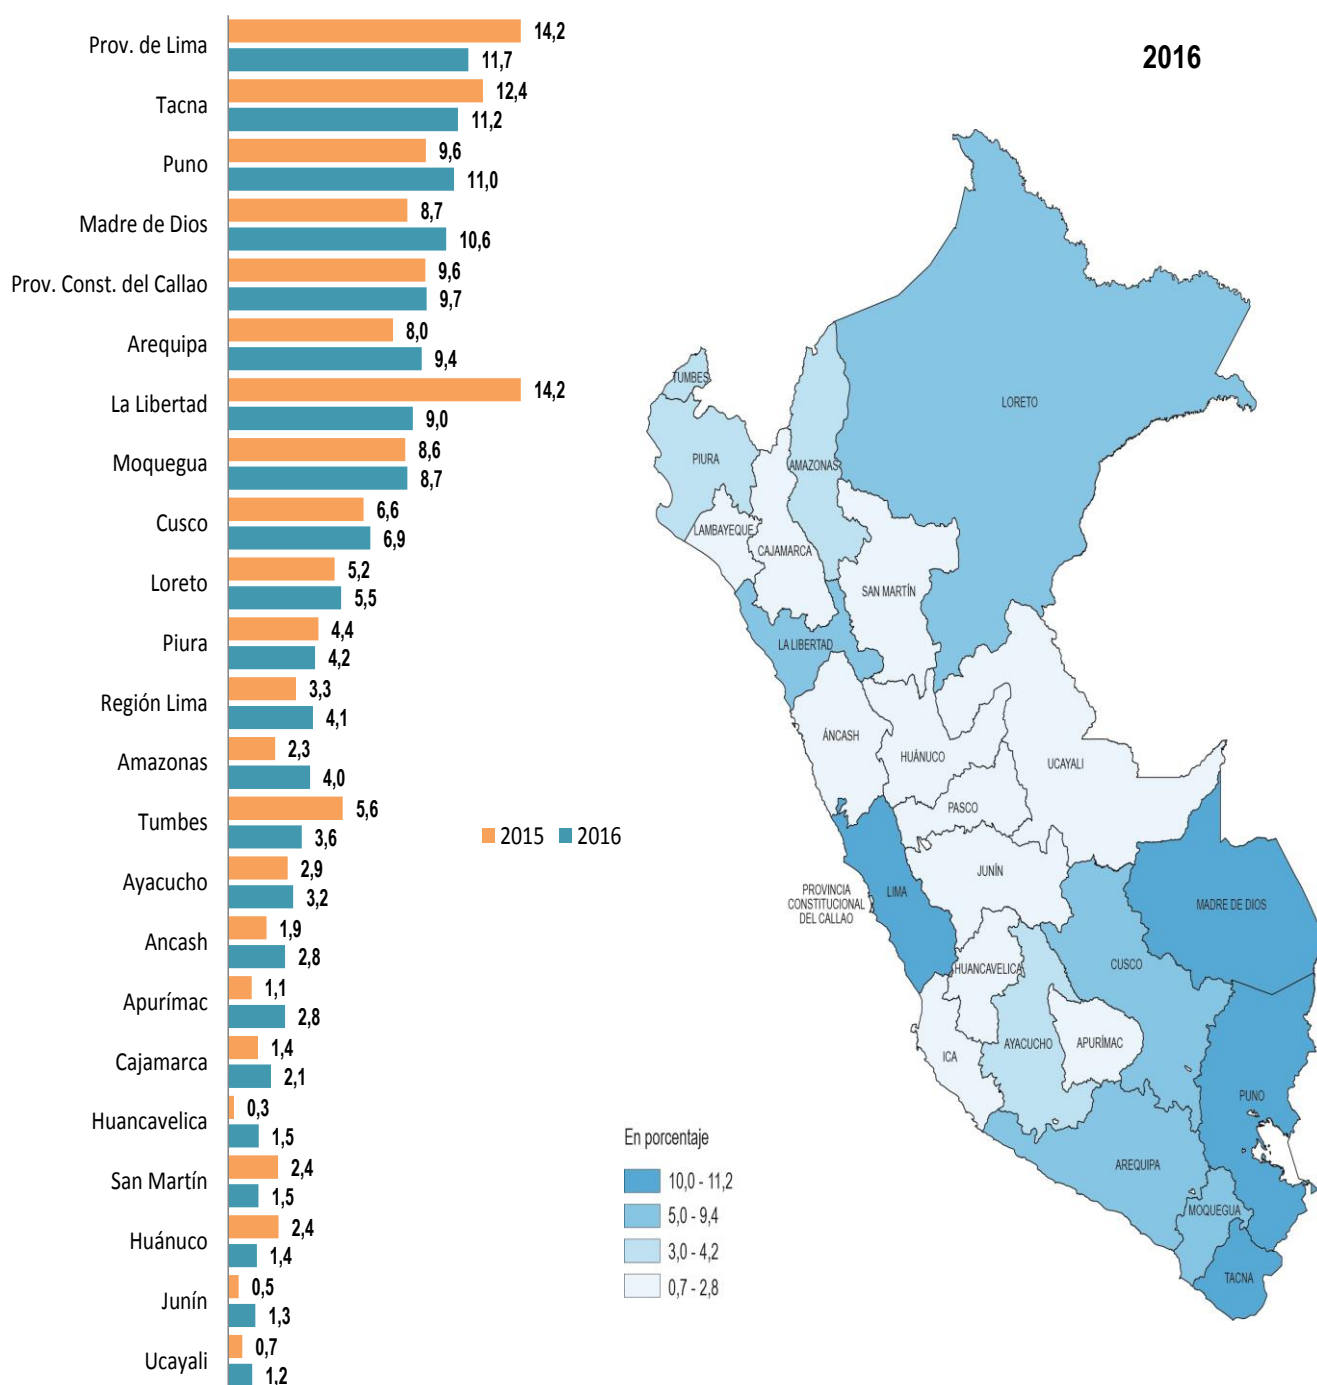 2016
Prov. de Lima
14,2
11,7
Tacna
12,4
11,2
Puno
9,6
11,0
Madre de Dios
8,7
10,6
Prov. Const. del Callao
9,6
9,7
Arequipa
8,0
9,4
La Libertad
14,2
9,0
Moquegua
8,6
8,7
Cusco
6,6
6,9
Loreto
5,2
5,5
Piura
4,4
4,2
Región Lima
3,3
4,1
Amazonas
2,3
4,0
Tumbes
5,6
3,6
Ayacucho
2,9
3,2
Ancash
1,9
2,8
Apurímac
1,1
2,8
Cajamarca
1,4
2,1
Huancavelica
0,3
1,5
San Martín
2,4
1,5
Huánuco
2,4
1,4
Junín
0,5
1,3
Ucayali
0,7
1,2
2015 2016
TUMBES
LORETO
PIURA
AMAZONAS
LAMBAYEQUE
CAJAMARCA
SAN MARTÍN
LA LIBERTAD
ÁNCASH
HUÁNUCO
UCAYALI
PASCO
JUNÍN
LIMA
PROVINCIA
CONSTITUCIONAL
DEL CALLAO
MADRE DE DIOS
CUSCO
HUANCAVELICA
AYACUCHO
APURÍMAC
ICA
PUNO
AREQUIPA
MOQUEGUA
TACNA
En porcentaje
10,0 - 11,2
5,0 - 9,4
3,0 - 4,2
0,7 - 2,8